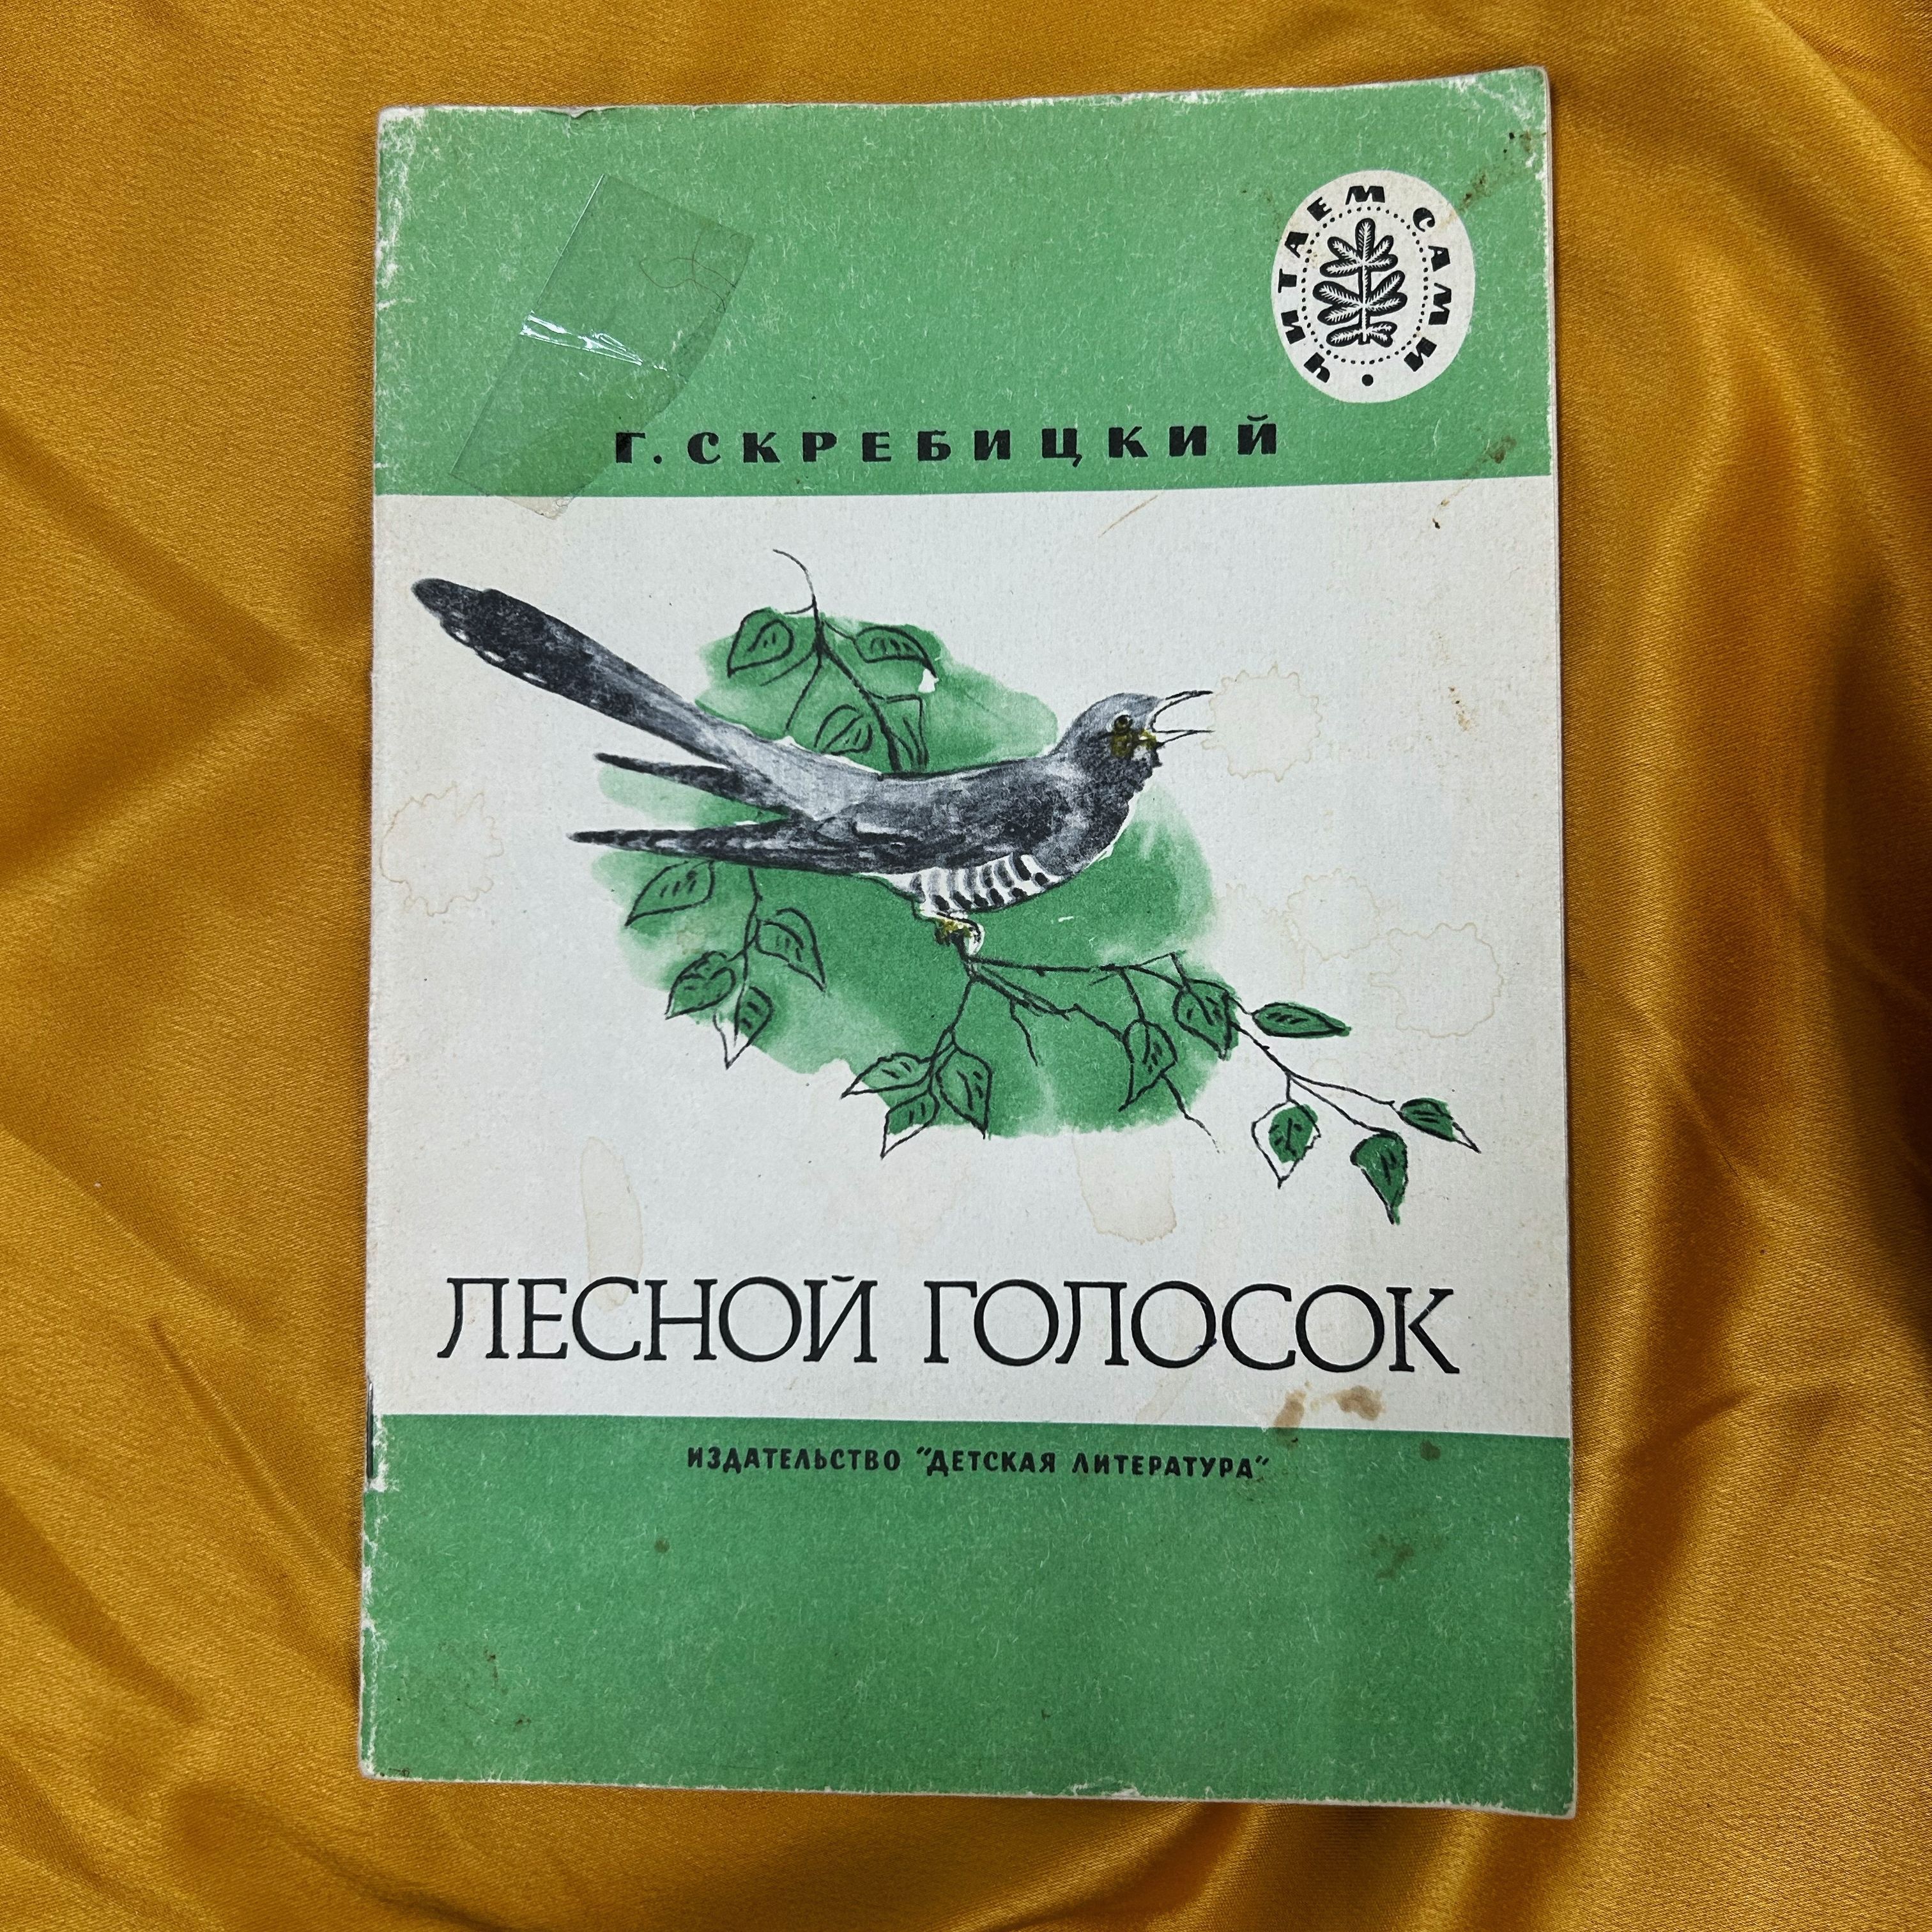 ЧИТАЕМ САМИ
Г. СКРЕБИЦКИЙ
ЛЕСНОЙ ГОЛОСОК
ИЗДАТЕЛЬСТВО "ДЕТСКАЯ ЛИТЕРАТУРА"